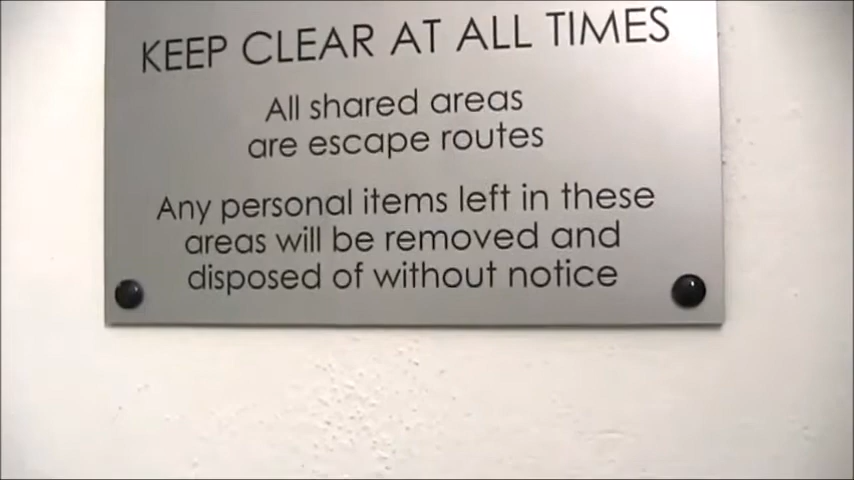 KEEP CLEAR AT ALL TIMES
All shared areas
are escape routes
Any personal items left in these
areas will be removed and
disposed of without notice